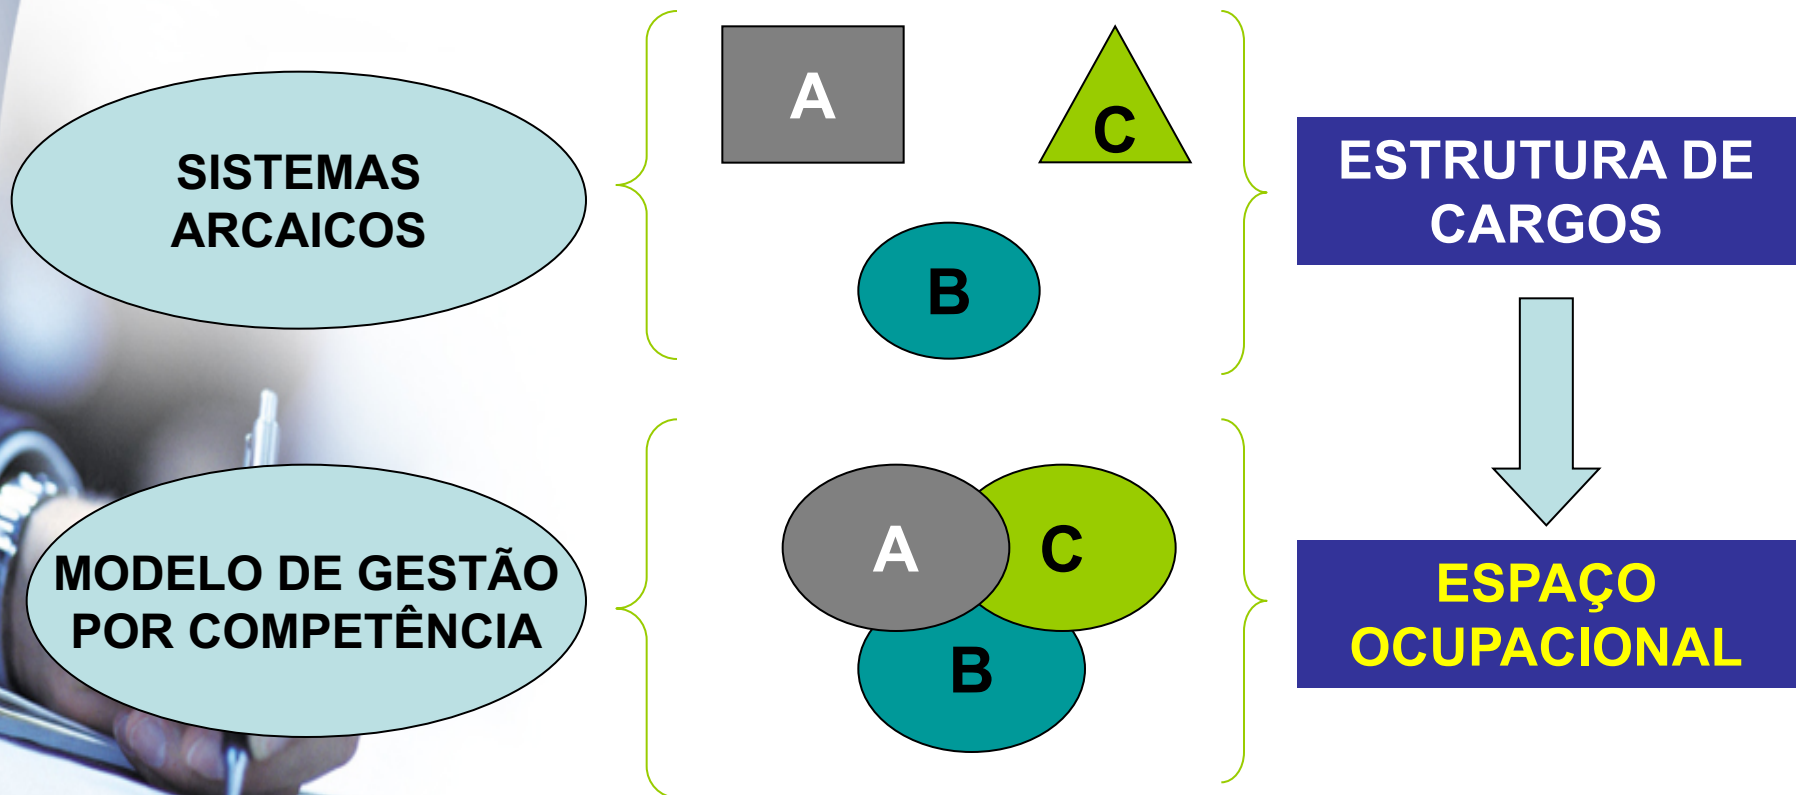 SISTEMAS
ARCAICOS
A
C
B
ESTRUTURA DE
CARGOS
MODELO DE GESTÃO
POR COMPETÊNCIA
A
C
B
ESPAÇO
OCUPACIONAL